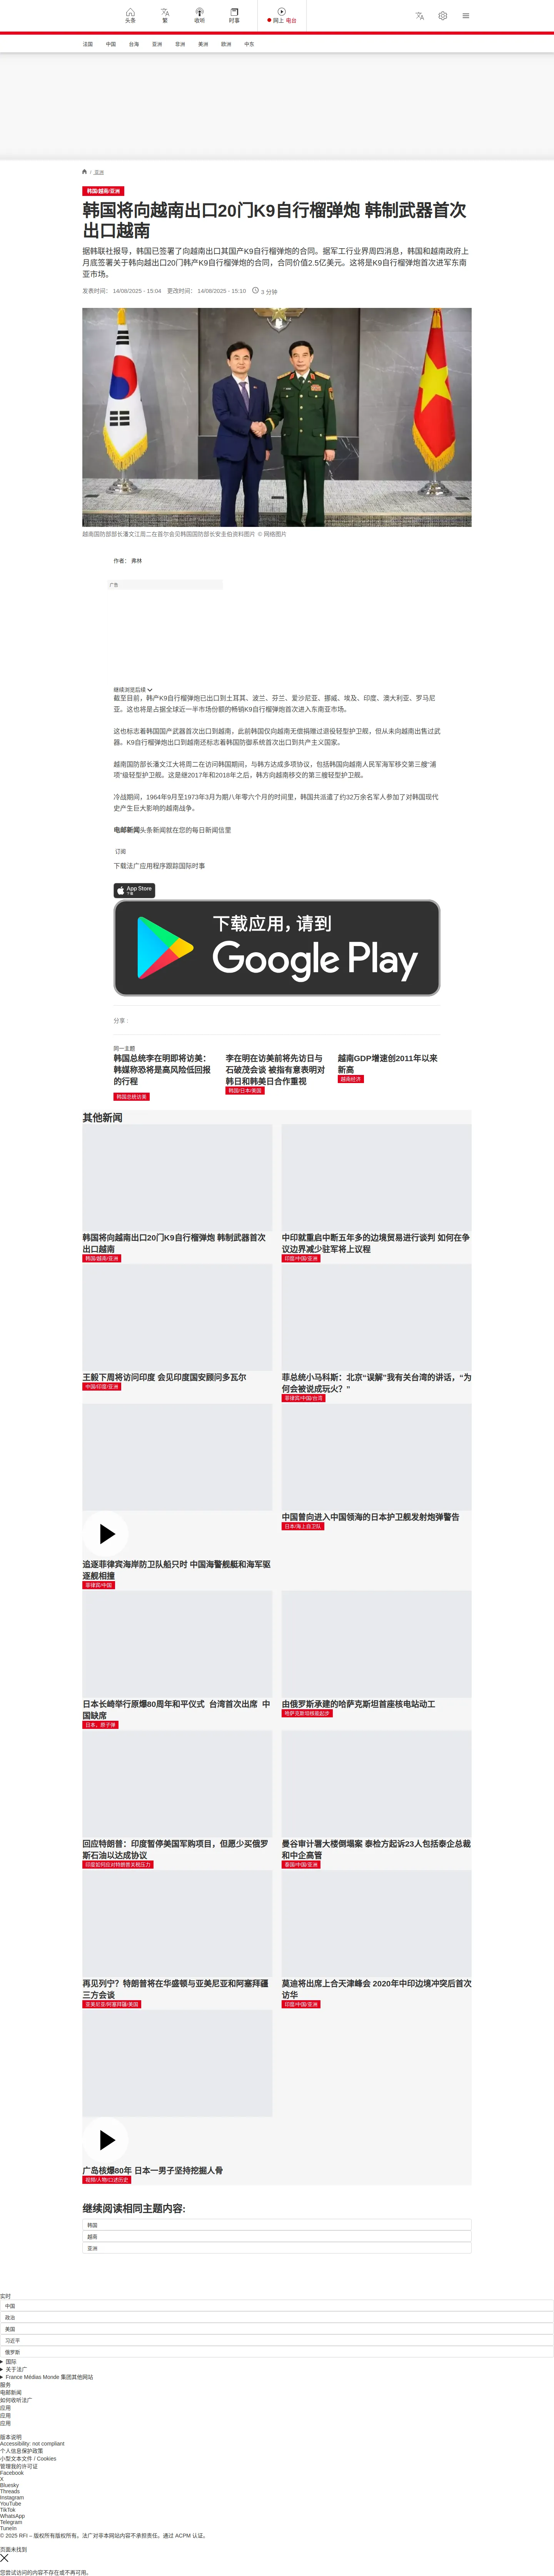 头条
繁
收听
时事
网上 电台
法国
中国
台海
亚洲
非洲
美洲
欧洲
中东
/ 亚洲
韩国/越南/亚洲
韩国将向越南出口20门K9自行榴弹炮 韩制武器首次
出口越南
据韩联社报导，韩国已签署了向越南出口其国产K9自行榴弹炮的合同。据军工行业界周四消息，韩国和越南政府上
月底签署关于韩向越出口20门韩产K9自行榴弹炮的合同，合同价值2.5亿美元。这将是K9自行榴弹炮首次进军东南
亚市场。
发表时间： 14/08/2025 - 15:04 更改时间： 14/08/2025 - 15:10 3 分钟
越南国防部部长潘文江周二在首尔会见韩国国防部长安圭伯资料图片 © 网络图片
作者： 弗林
广告
继续浏览后续
截至目前，韩产K9自行榴弹炮已出口到土耳其、波兰、芬兰、爱沙尼亚、挪威、埃及、印度、澳大利亚、罗马尼
亚。这也将是占据全球近一半市场份额的畅销K9自行榴弹炮首次进入东南亚市场。
这也标志着韩国国产武器首次出口到越南，此前韩国仅向越南无偿捐赠过退役轻型护卫舰，但从未向越南出售过武
器。K9自行榴弹炮出口到越南还标志着韩国防御系统首次出口到共产主义国家。
越南国防部长潘文江大将周二在访问韩国期间，与韩方达成多项协议，包括韩国向越南人民军海军移交第三艘“浦
项”级轻型护卫舰。这是继2017年和2018年之后，韩方向越南移交的第三艘轻型护卫舰。
冷战期间，1964年9月至1973年3月为期八年零六个月的时间里，韩国共派遣了约32万余名军人参加了对韩国现代
史产生巨大影响的越南战争。
电邮新闻头条新闻就在您的每日新闻信里
订阅
下载法广应用程序跟踪国际时事
App Store
下载
下载应用，请到
Google Play
分享 :
同一主题
韩国总统李在明即将访美：
韩媒称恐将是高风险低回报
的行程
韩国总统访美
李在明在访美前将先访日与
石破茂会谈 被指有意表明对
韩日和韩美日合作重视
韩国/日本/美国
越南GDP增速创2011年以来
新高
越南经济
其他新闻
韩国将向越南出口20门K9自行榴弹炮 韩制武器首次
出口越南
韩国/越南/亚洲
中印就重启中断五年多的边境贸易进行谈判 如何在争
议边界减少驻军将上议程
印度/中国/亚洲
王毅下周将访问印度 会见印度国安顾问多瓦尔
中国/印度/亚洲
菲总统小马科斯：北京“误解”我有关台湾的讲话，“为
何会被说成玩火？”
菲律宾/中国/台湾
追逐菲律宾海岸防卫队船只时 中国海警舰艇和海军驱
逐舰相撞
菲律宾/中国
中国曾向进入中国领海的日本护卫舰发射炮弹警告
日本/海上自卫队
日本长崎举行原爆80周年和平仪式 台湾首次出席 中
国缺席
日本，原子弹
由俄罗斯承建的哈萨克斯坦首座核电站动工
哈萨克斯坦核能起步
回应特朗普：印度暂停美国军购项目，但愿少买俄罗
斯石油以达成协议
印度如何应对特朗普关税压力
曼谷审计署大楼倒塌案 泰检方起诉23人包括泰企总裁
和中企高管
泰国/中国/亚洲
再见列宁？特朗普将在华盛顿与亚美尼亚和阿塞拜疆
三方会谈
亚美尼亚/阿塞拜疆/美国
莫迪将出席上合天津峰会 2020年中印边境冲突后首次
访华
印度/中国/亚洲
广岛核爆80年 日本一男子坚持挖掘人骨
视频/人物/口述历史
继续阅读相同主题内容:
韩国
越南
亚洲
实时
中国
政治
美国
习近平
俄罗斯
国际
关于法广
France Médias Monde 集团其他网站
服务
电邮新闻
如何收听法广
应用
应用
应用
版本说明
Accessibility: not compliant
个人信息保护政策
小型文本文件 / Cookies
管理我的许可证
Facebook
X
Bluesky
Threads
Instagram
YouTube
TikTok
WhatsApp
Telegram
TuneIn
© 2025 RFI – 版权所有版权所有。法广对非本网站内容不承担责任。通过 ACPM 认证。
页面未找到
您尝试访问的内容不存在或不再可用。